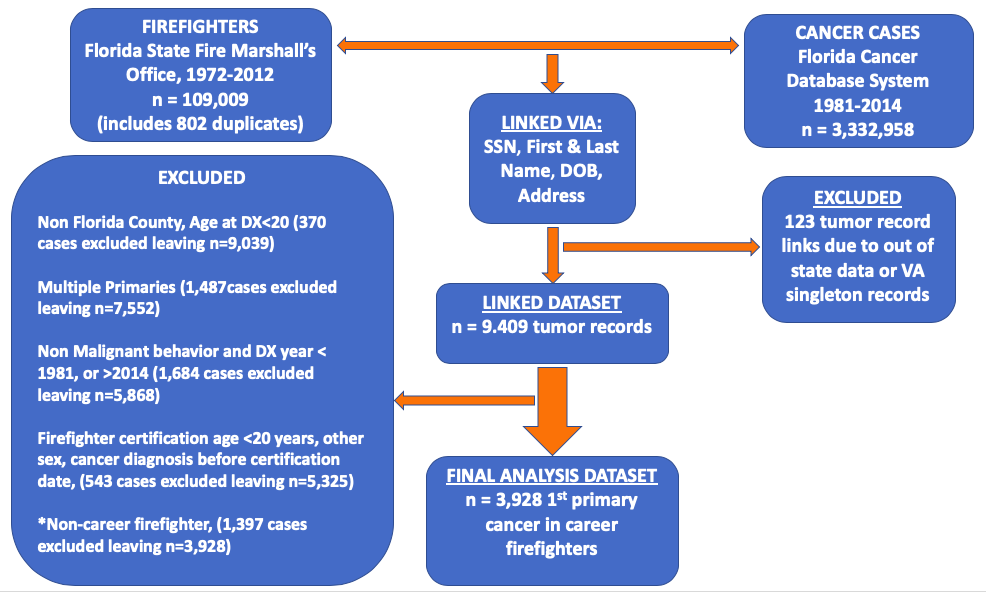 FIREFIGHTERS
Florida State Fire Marshall's
Office, 1972-2012
n = 109,009
(includes 802 duplicates)
CANCER CASES
Florida Cancer
Database System
1981-2014
n = 3,332,958
LINKED VIA:
SSN, First & Last
Name, DOB,
Address
EXCLUDED
123 tumor record
links due to out of
state data or VA
singleton records
LINKED DATASET
n = 9.409 tumor records
EXCLUDED
Non Florida County, Age at DX<20 (370
cases excluded leaving n=9,039)
Multiple Primaries (1,487cases excluded
leaving n=7,552)
Non Malignant behavior and DX year <
1981, or >2014 (1,684 cases excluded
leaving n=5,868)
Firefighter certification age <20 years, other
sex, cancer diagnosis before certification
date, (543 cases excluded leaving n=5,325)
*Non-career firefighter, (1,397 cases
excluded leaving n=3,928)
FINAL ANALYSIS DATASET
n = 3,928 1st primary
cancer in career
firefighters